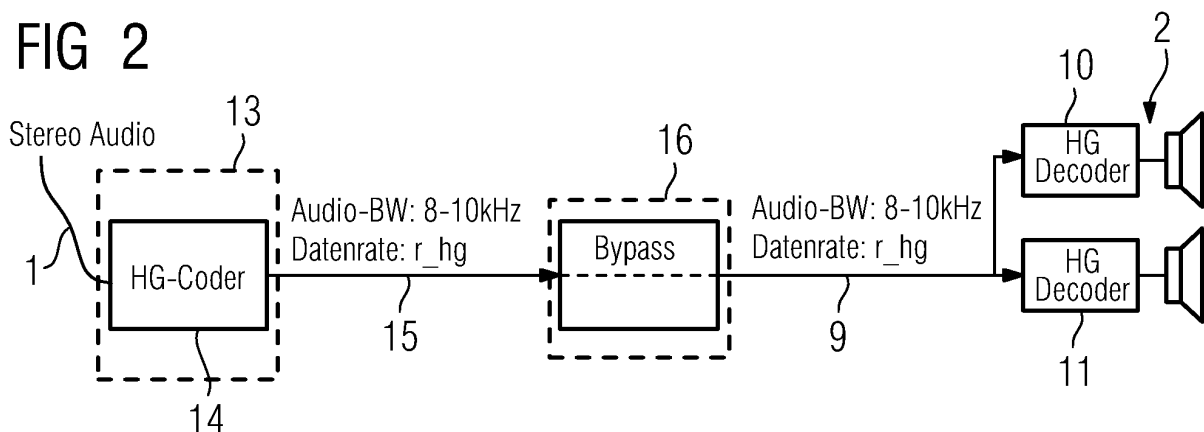 FIG 2
Stereo Audio
1
13
HG-Coder
14
Audio-BW: 8-10kHz
Datenrate: r_hg
15
16
Bypass
Audio-BW: 8-10kHz
Datenrate: r_hg
9
10
2
HG
Decoder
HG
Decoder
11